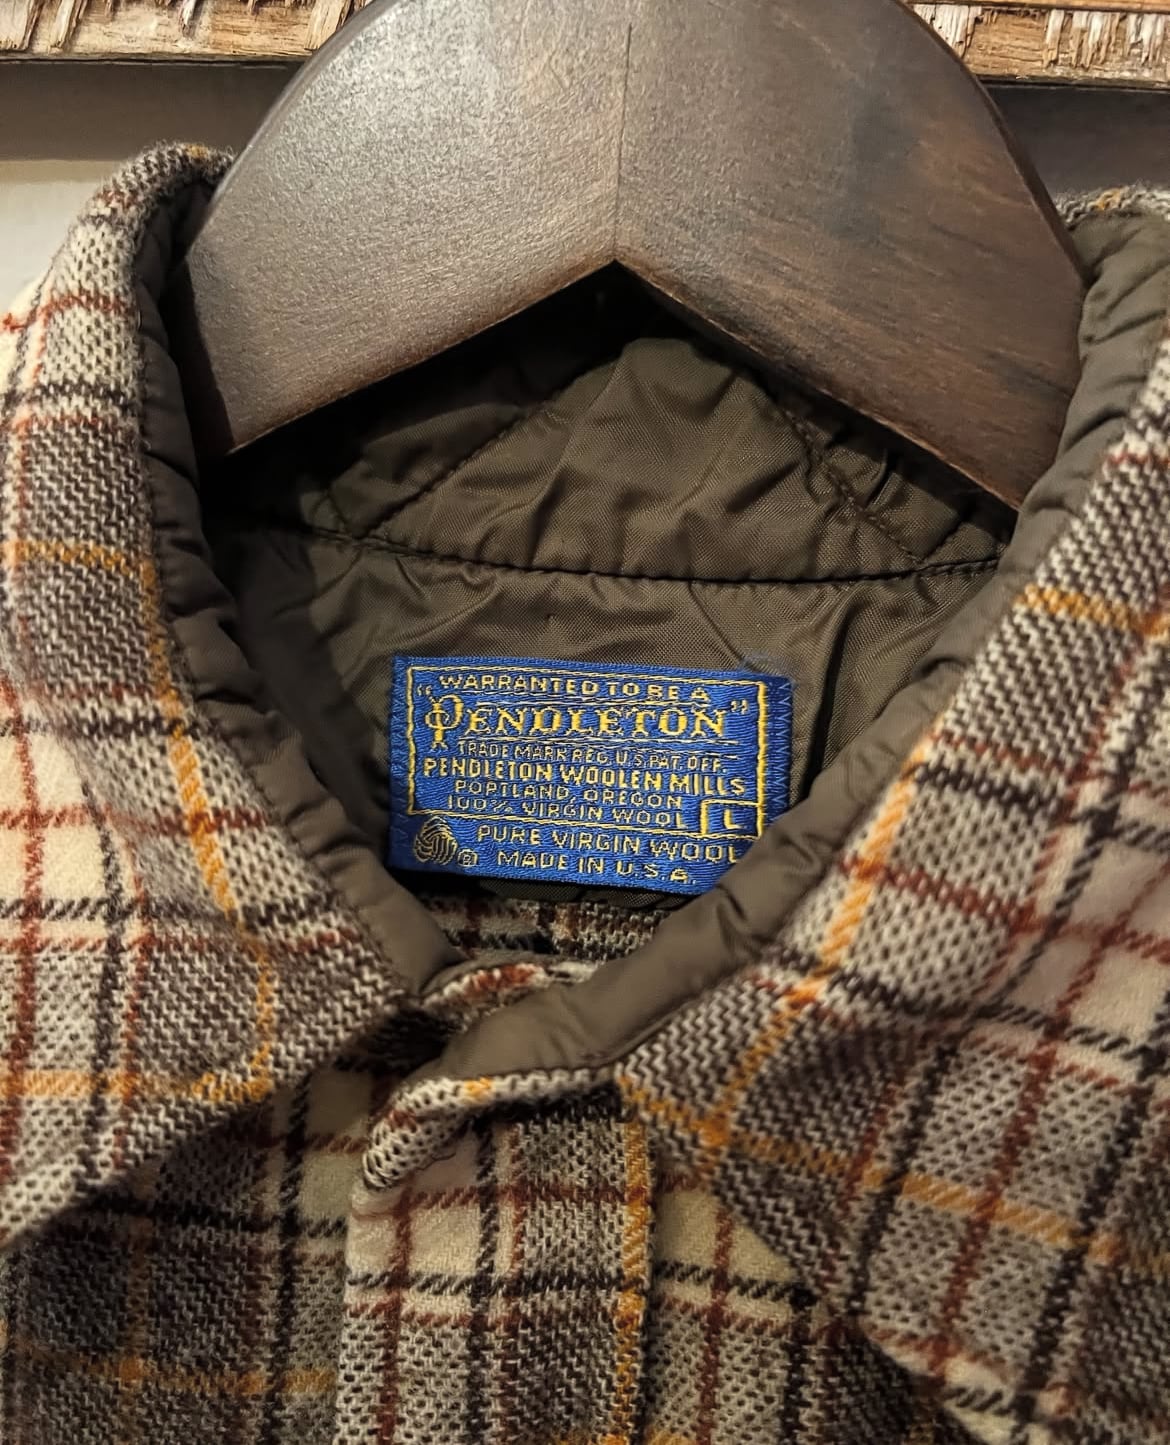 WARRANTED TO BE A
"PENDLETON"
TRADE MARK REG. U.S. PAT. OFF.
PENDLETON WOOLEN MILLS
PORTLAND, OREGON
100% VIRGIN WOOL L
PURE VIRGIN WOOL
® MADE IN U.S.A.